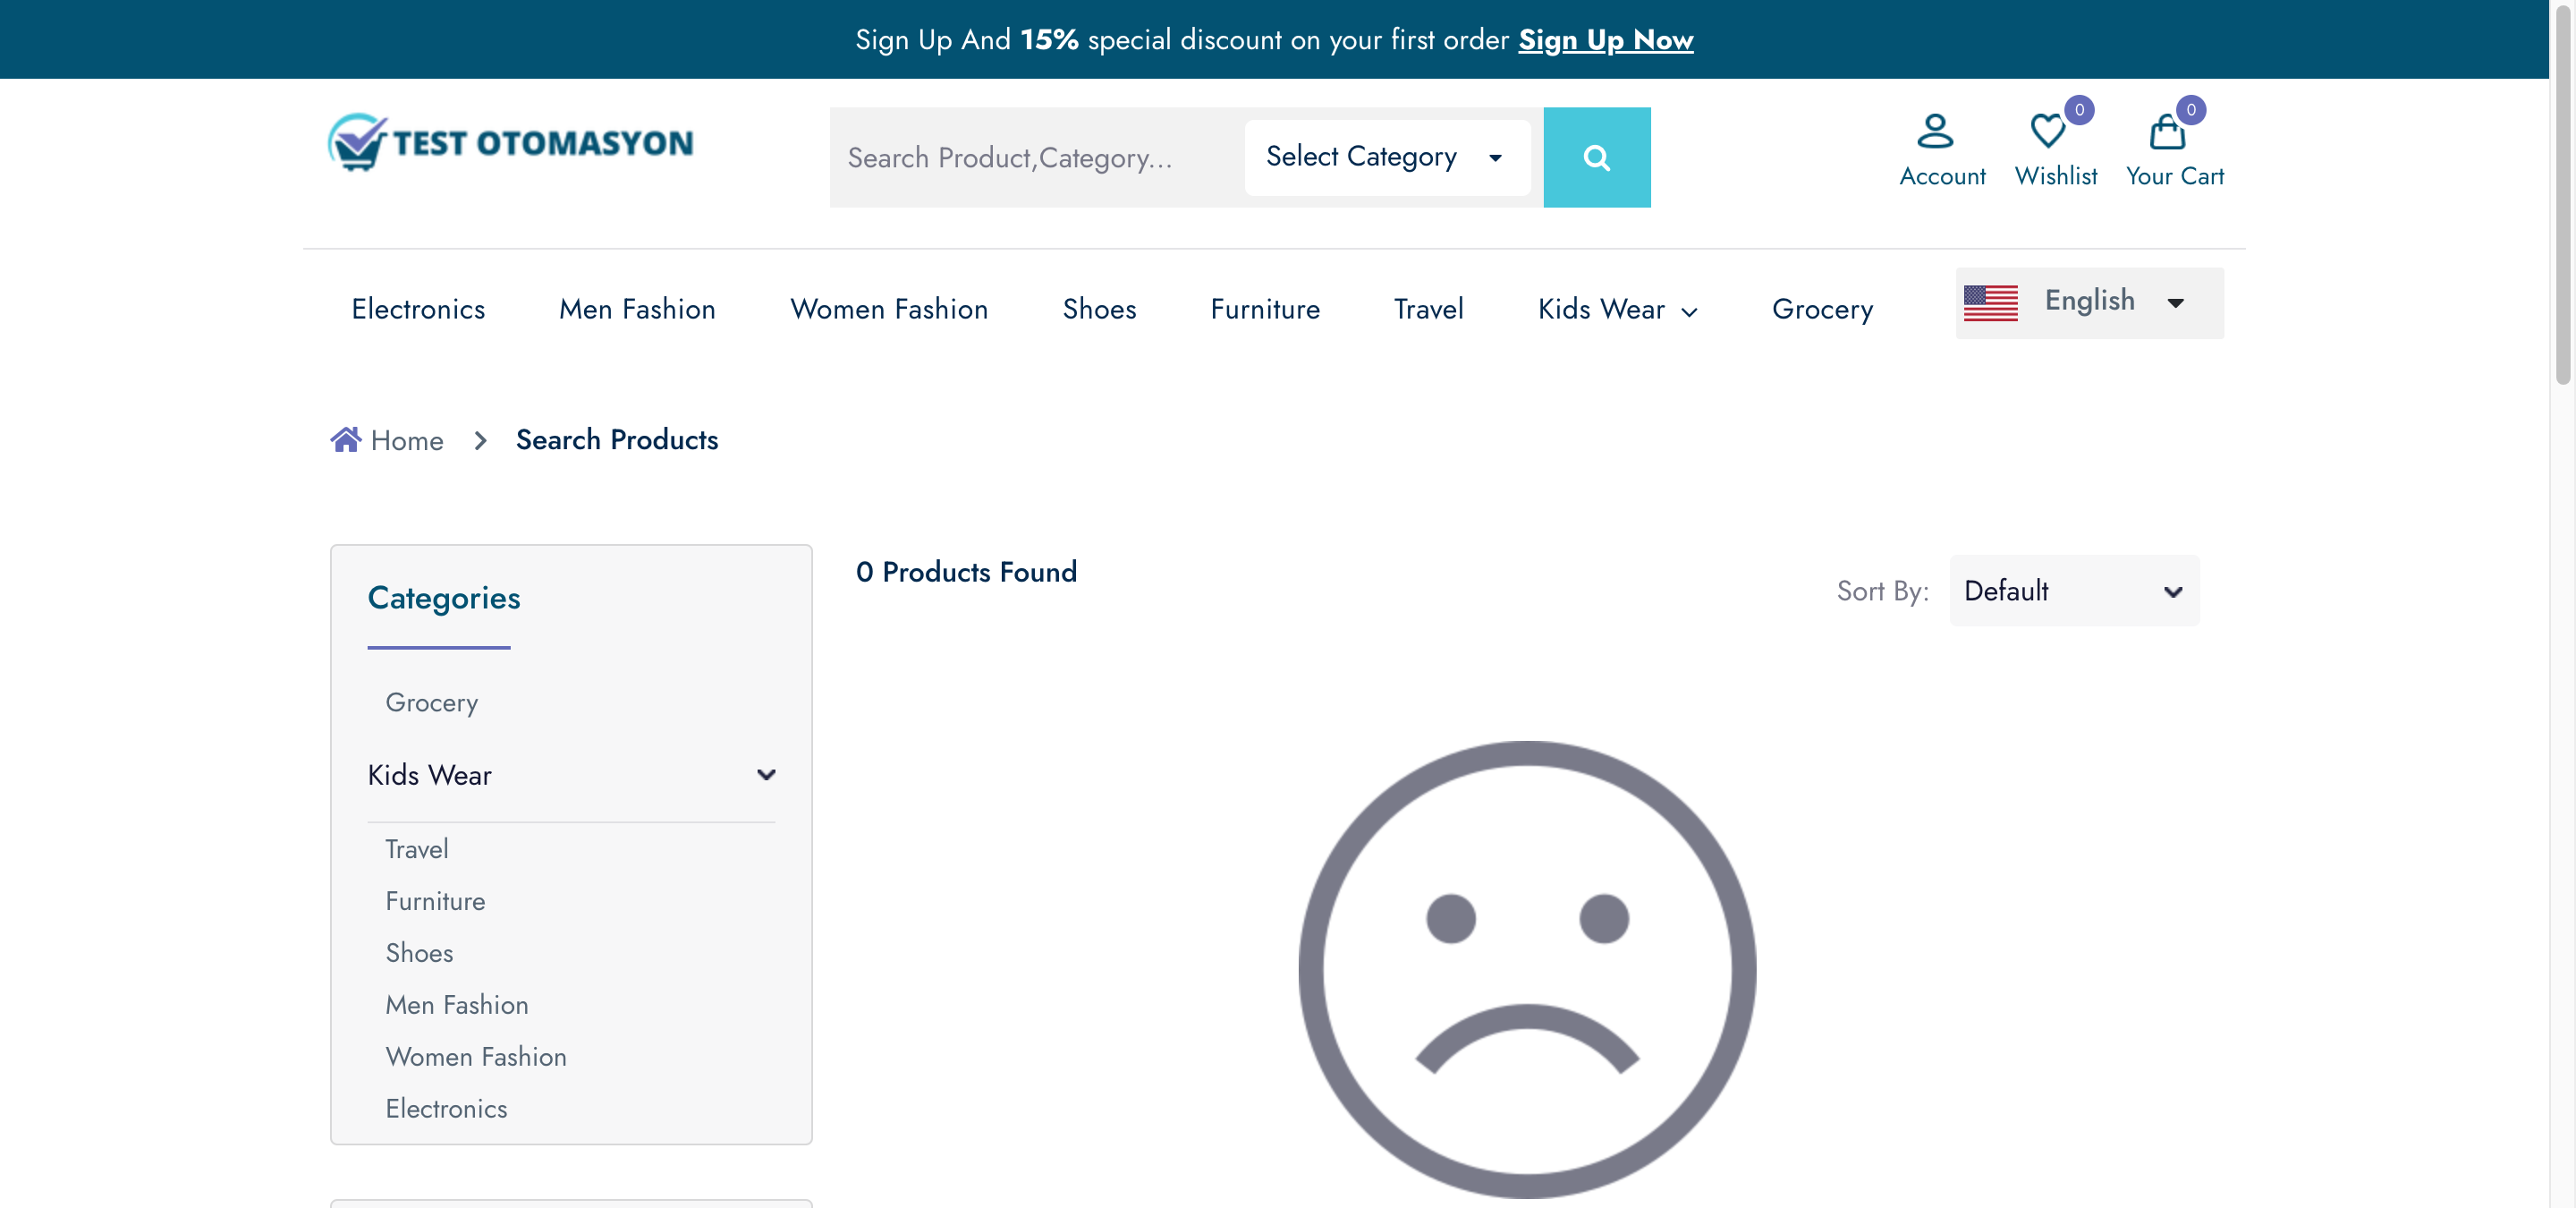 Sign Up And 15% special discount on your first order Sign Up Now
TEST OTOMASYON
Search Product,Category...
Select Category
Account
0
Wishlist
0
Your Cart
Electronics
Men Fashion
Women Fashion
Shoes
Furniture
Travel
Kids Wear
Grocery
English
Home
Search Products
Categories
Grocery
Kids Wear
Travel
Furniture
Shoes
Men Fashion
Women Fashion
Electronics
0 Products Found
Sort By:
Default